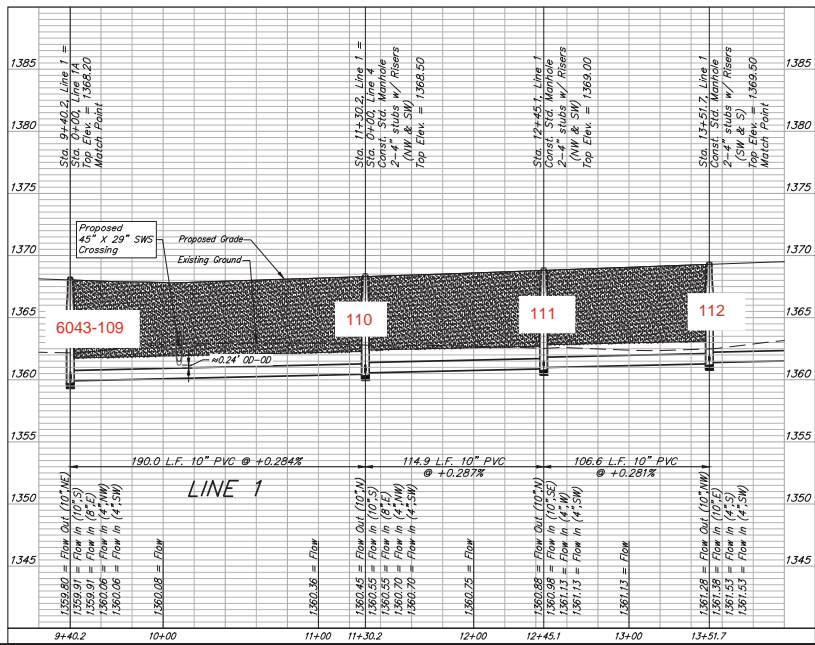 1385
1380
1375
1370
1365
1360
1355
1350
1345
Sta. 9+40.2, Line 1 =
Sta. 0+00, Line 1A
Top Elev. = 1368.20
Match Point
Sta. 11+30.2, Line 1 =
Sta. 0+00, Line 4
Const. Std. Manhole
2-4" stubs w/ Risers
(NW & SW)
Top Elev. = 1368.50
Sta. 12+45.1, Line 1
Const. Std. Manhole
2-4" stubs w/ Risers
(NW & SW)
Top Elev. = 1369.00
Sta. 13+51.7, Line 1
Const. Std. Manhole
2-4" stubs w/ Risers
(SW & S)
Top Elev. = 1369.50
Match Point
1385
1380
1375
1370
1365
1360
1355
1350
1345
Proposed
45" X 29" SWS
Crossing
Proposed Grade
Existing Ground
6043-109
110
111
112
≈0.24' OD-OD
190.0 L.F. 10" PVC @ +0.284%
114.9 L.F. 10" PVC
@ +0.287%
106.6 L.F. 10" PVC
@ +0.281%
LINE 1
1359.80 = Flow Out (10",NE)
1359.91 = Flow In (10",S)
1359.91 = Flow In (8",E)
1360.06 = Flow In (4",NW)
1360.06 = Flow In (4",SW)
1360.08 = Flow
1360.36 = Flow
1360.45 = Flow Out (10",N)
1360.55 = Flow In (10",S)
1360.55 = Flow In (8",E)
1360.70 = Flow In (4",NW)
1360.70 = Flow In (4",SW)
1360.75 = Flow
1360.88 = Flow Out (10",N)
1360.98 = Flow In (10",SE)
1361.13 = Flow In (4",W)
1361.13 = Flow In (4",SW)
1361.13 = Flow
1361.28 = Flow Out (10",NW)
1361.38 = Flow In (10",E)
1361.53 = Flow In (4",S)
1361.53 = Flow In (4",SW)
9+40.2
10+00
11+00
11+30.2
12+00
12+45.1
13+00
13+51.7